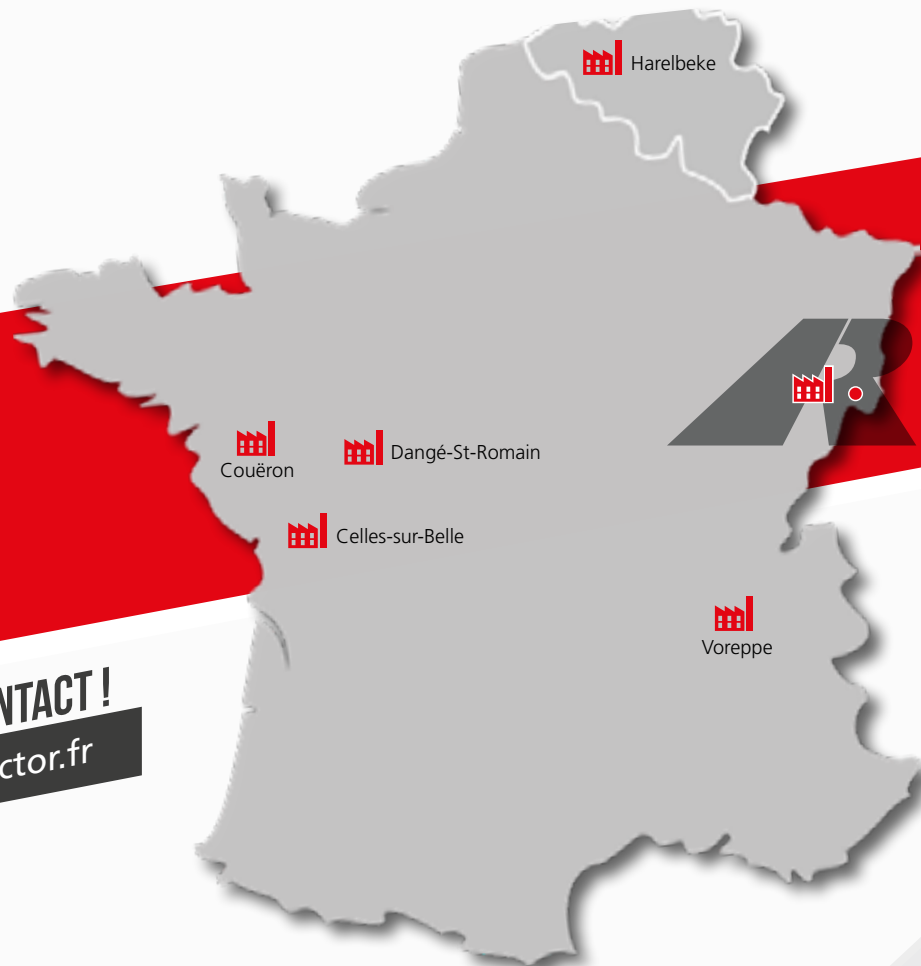 Harelbeke
Couëron
Dangé-St-Romain
Celles-sur-Belle
Voreppe
NTACT !
ctor.fr